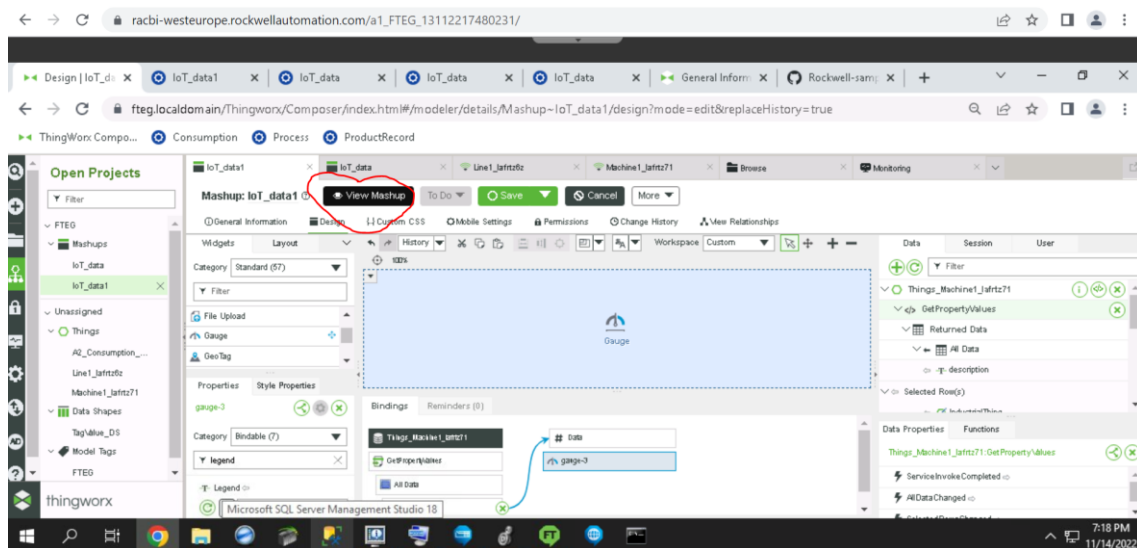 racbi-westeurope.rockwellautomation.com/a1_FTEG_13112217480231/
Design | IoT_da
IoT_data1
IoT_data
IoT_data
IoT_data
General Inform
Rockwell-samp
fteg.localdomain/Thingworx/Composer/index.html#/modeler/details/Mashup~IoT_data1/design?mode=edit&replaceHistory=true
ThingWorx Compo...
Consumption
Process
ProductRecord
Open Projects
Filter
FTEG
Mashups
IoT_data
IoT_data1
Unassigned
Things
A2_Consumption_...
Line1_lafrtz6z
Machine1_lafrtz71
Data Shapes
TagValue_DS
Model Tags
FTEG
thingworx
IoT_data1
IoT_data
Line1_lafrtz6z
Machine1_lafrtz71
Browse
Monitoring
Mashup: IoT_data1
View Mashup
To Do
Save
Cancel
More
General Information
Design
Custom CSS
Mobile Settings
Permissions
Change History
View Relationships
Widgets
Layout
Category
Standard (57)
Filter
File Upload
Gauge
GeoTag
Properties
Style Properties
gauge-3
Category
Bindable (7)
legend
Legend
Microsoft SQL Server Management Studio 18
History
Workspace
Custom
100%
Gauge
Bindings
Reminders (0)
Things_Machine1_lafrtz71
GetPropertyValues
All Data
Data
gauge-3
Data
Session
User
Filter
Things_Machine1_lafrtz71
GetPropertyValues
Returned Data
All Data
description
Selected Row(s)
IndustrialThing
Data Properties
Functions
Things_Machine1_lafrtz71:GetPropertyValues
ServiceInvokeCompleted
AllDataChanged
SelectedRowsChanged
7:18 PM
11/14/2022